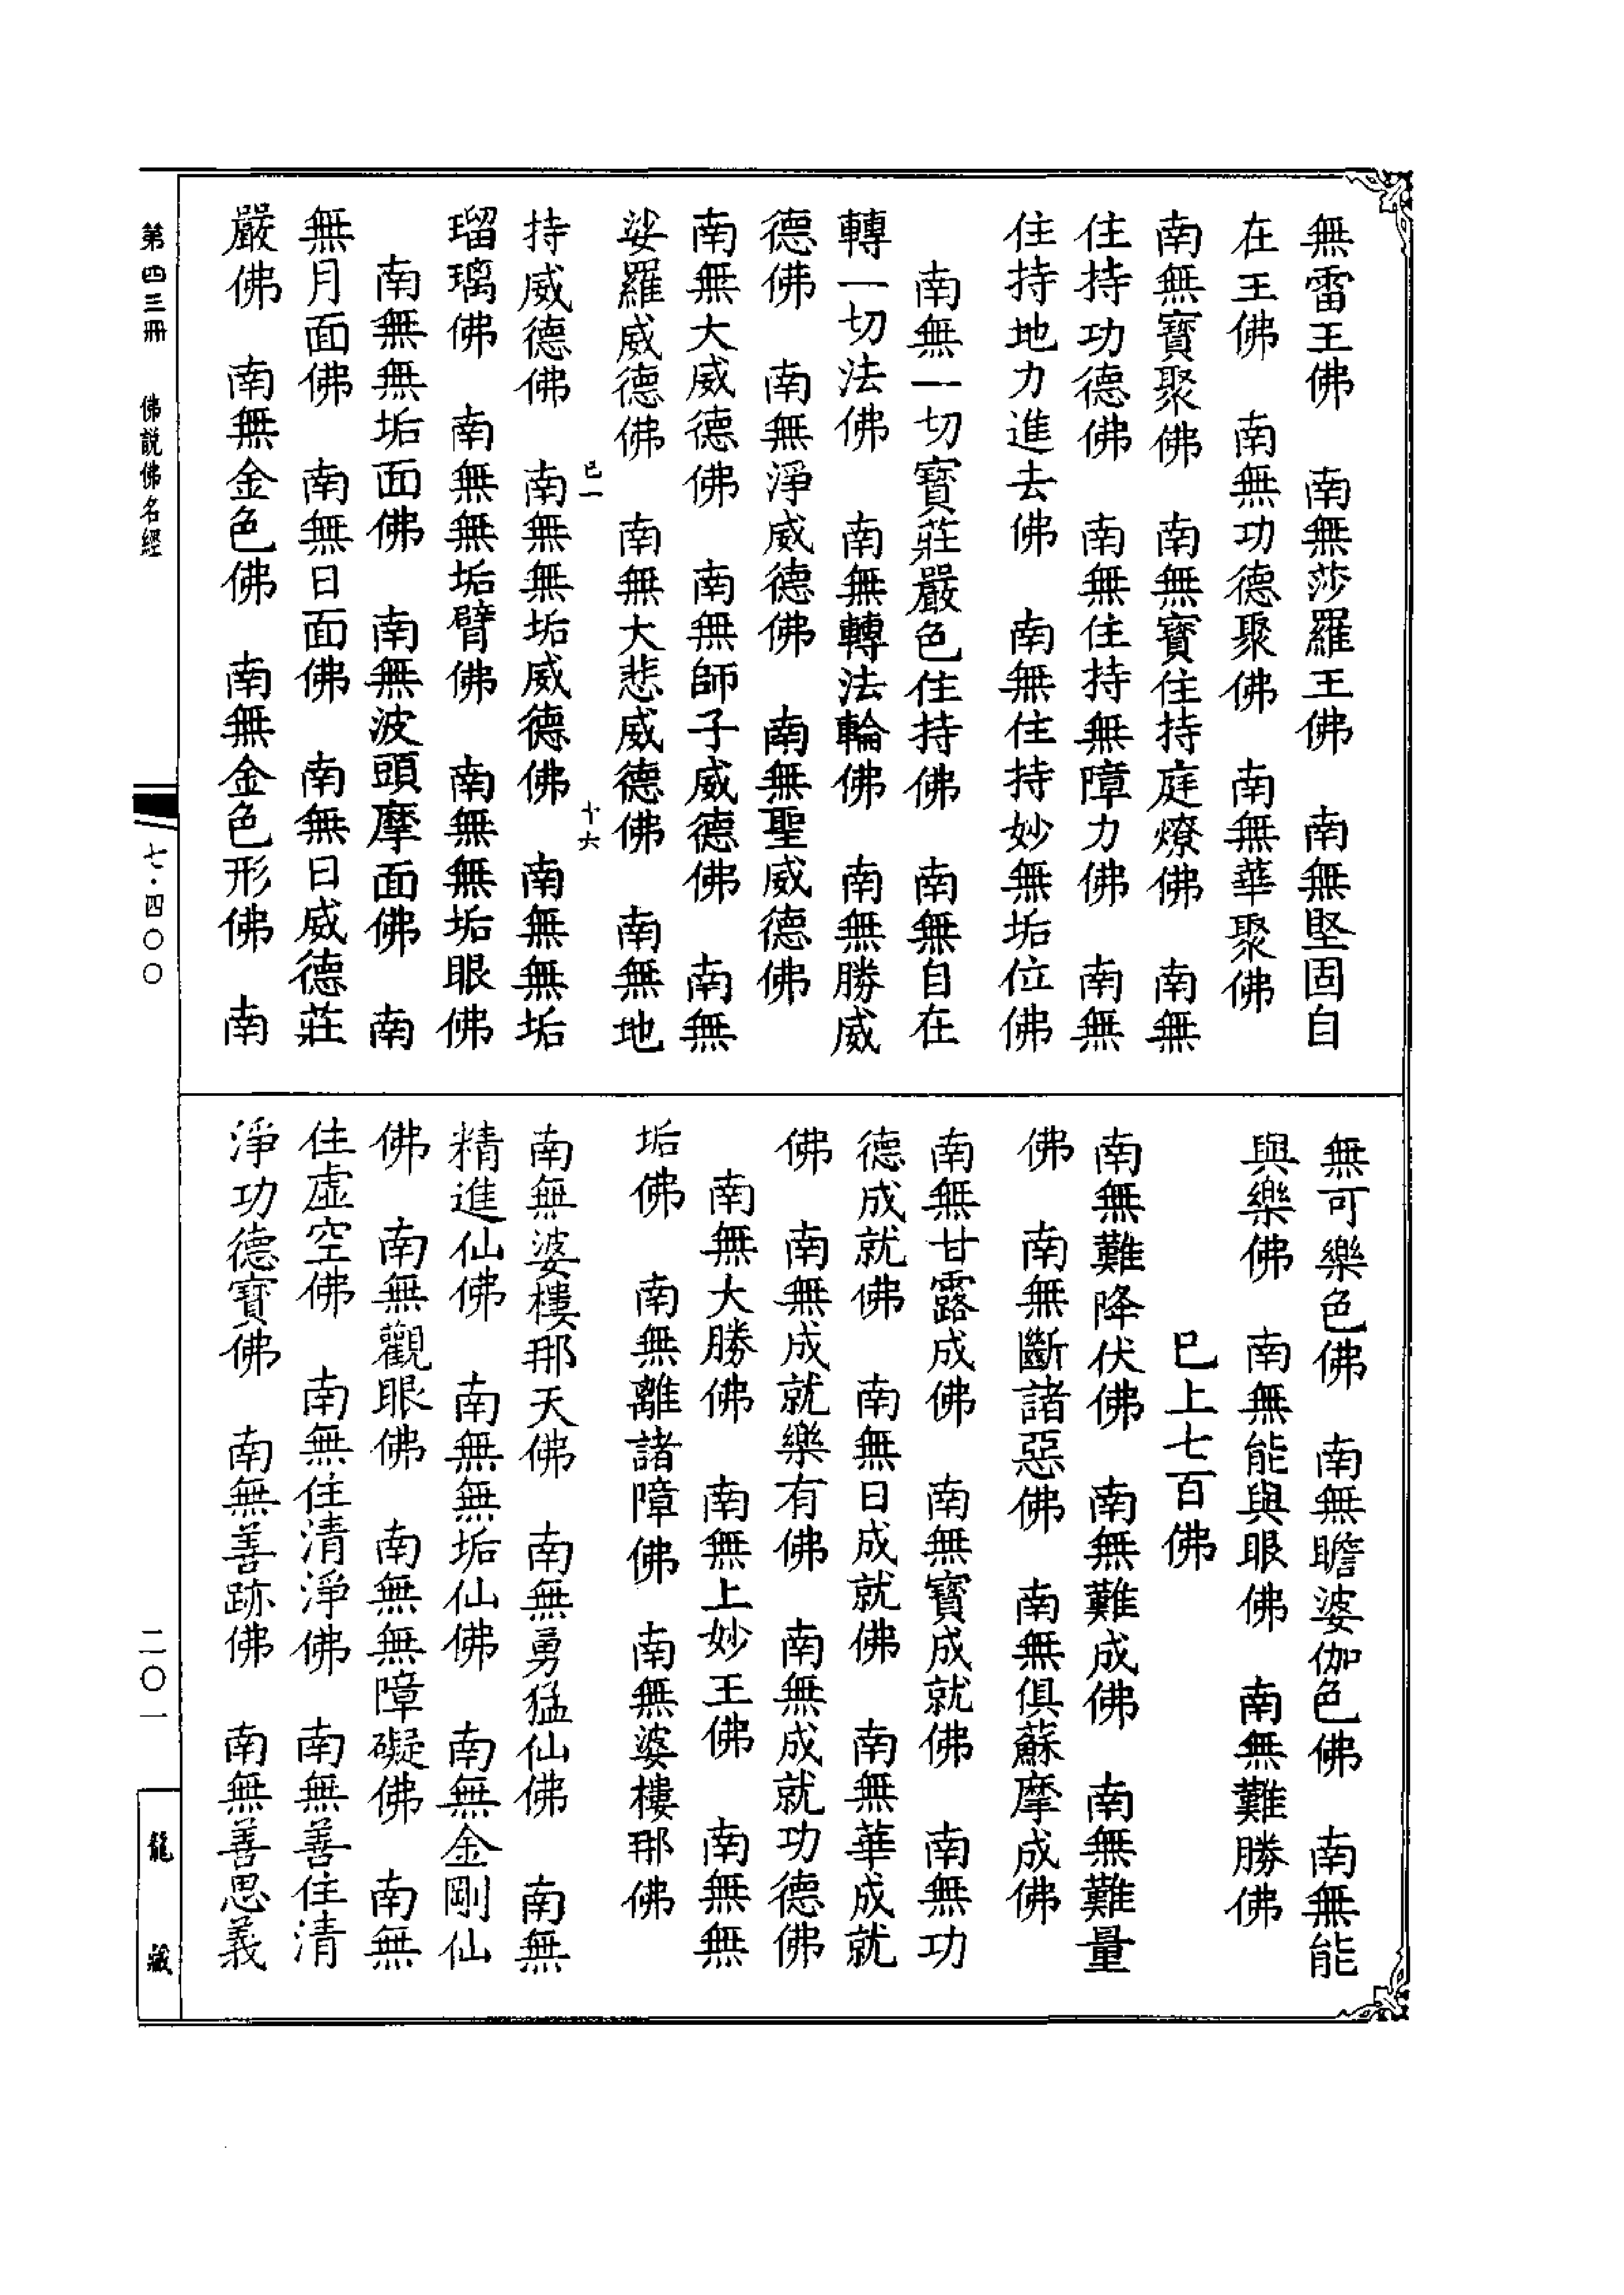 無雷王佛　南無莎羅王佛　南無堅固自
在王佛　南無功德聚佛　南無華聚佛
南無寶聚佛　南無寶住持庭燎佛　南無
住持功德佛　南無住持無障力佛　南無
住持地力進去佛　南無住持妙無垢位佛
南無一切寶莊嚴色住持佛　南無自在
轉一切法佛　南無轉法輪佛　南無勝威
德佛　南無淨威德佛　南無聖威德佛
南無大威德佛　南無師子威德佛　南無
娑羅威德佛　南無大悲威德佛　南無地
已一　十六
持威德佛　南無無垢威德佛　南無無垢
瑠璃佛　南無無垢臂佛　南無無垢眼佛
南無無垢面佛　南無波頭摩面佛　南
無月面佛　南無日面佛　南無日威德莊
嚴佛　南無金色佛　南無金色形佛　南
無可樂色佛　南無瞻婆伽色佛　南無能
與樂佛　南無能與眼佛　南無難勝佛
已上七百佛
南無難降伏佛　南無難成佛　南無難量
佛　南無斷諸惡佛　南無俱蘇摩成佛
南無甘露成佛　南無寶成就佛　南無功
德成就佛　南無日成就佛　南無華成就
佛　南無成就樂有佛　南無成就功德佛
南無大勝佛　南無上妙王佛　南無無
垢佛　南無離諸障佛　南無婆樓那佛
南無婆樓那天佛　南無勇猛仙佛　南無
精進仙佛　南無無垢仙佛　南無金剛仙
佛　南無觀眼佛　南無無障礙佛　南無
住虛空佛　南無住清淨佛　南無善住清
淨功德寶佛　南無善跡佛　南無善思義
第四三冊　佛說佛名經
七·四〇〇
二〇一
龍藏